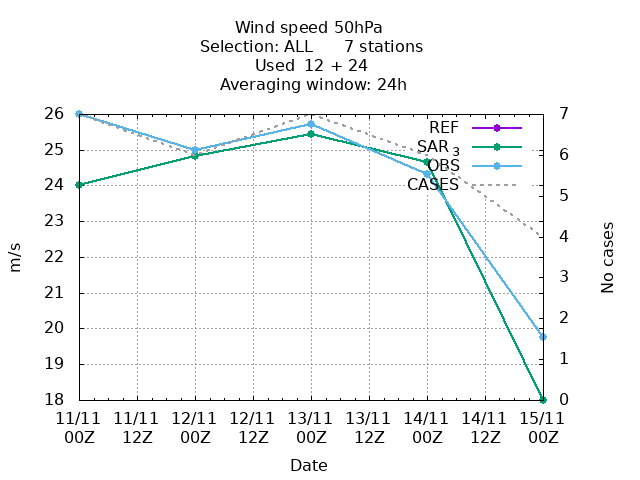 Wind speed 50hPa
Selection: ALL 7 stations
Used 12 + 24
Averaging window: 24h
26
25
24
23
22
21
20
19
18
7
6
5
4
3
2
1
0
m/s
No cases
REF
SAR 3
OBS
CASES
11/11 11/11 12/11 12/11 13/11 13/11 14/11 14/11 15/11
00Z 12Z 00Z 12Z 00Z 12Z 00Z 12Z 00Z
Date